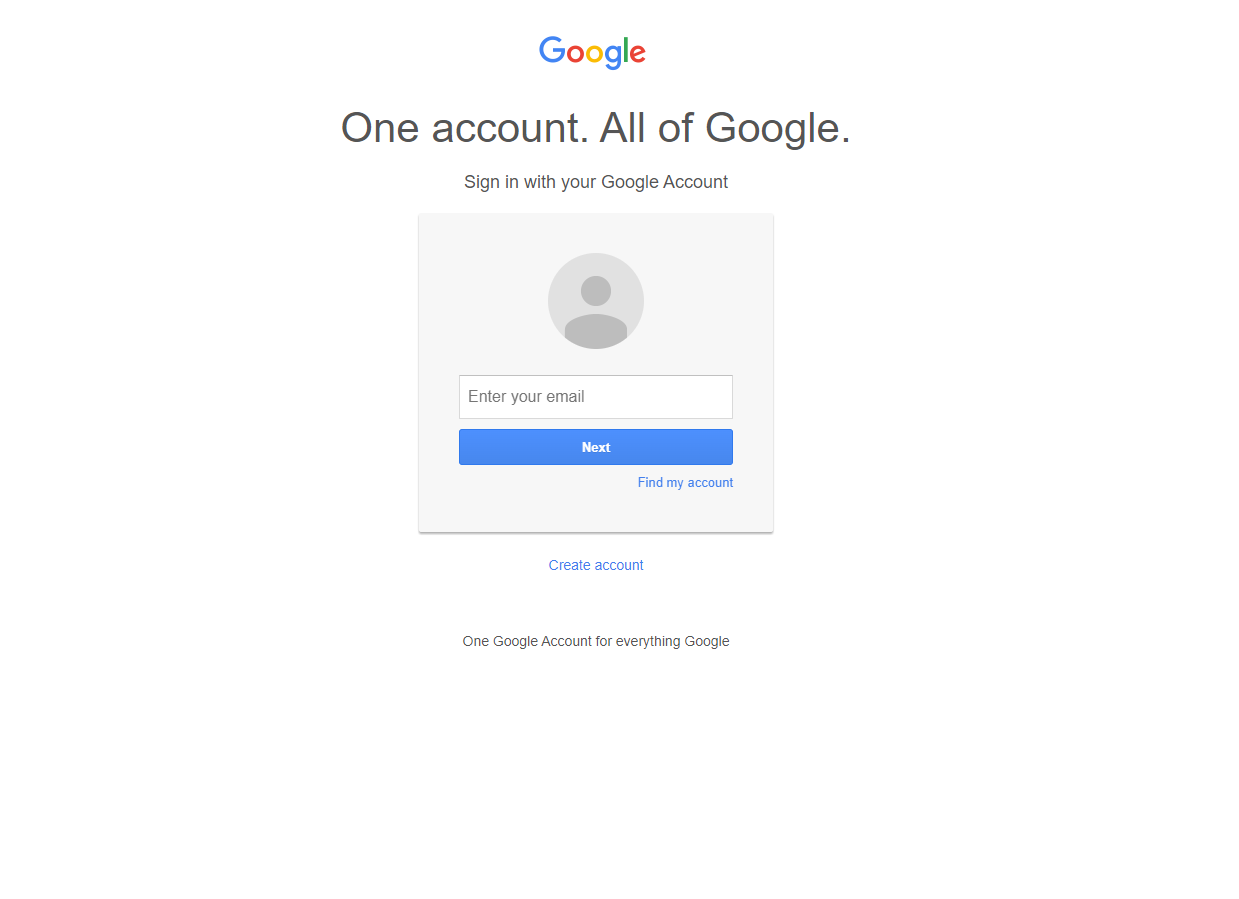 Google
One account. All of Google.
Sign in with your Google Account
Enter your email
Next
Find my account
Create account
One Google Account for everything Google